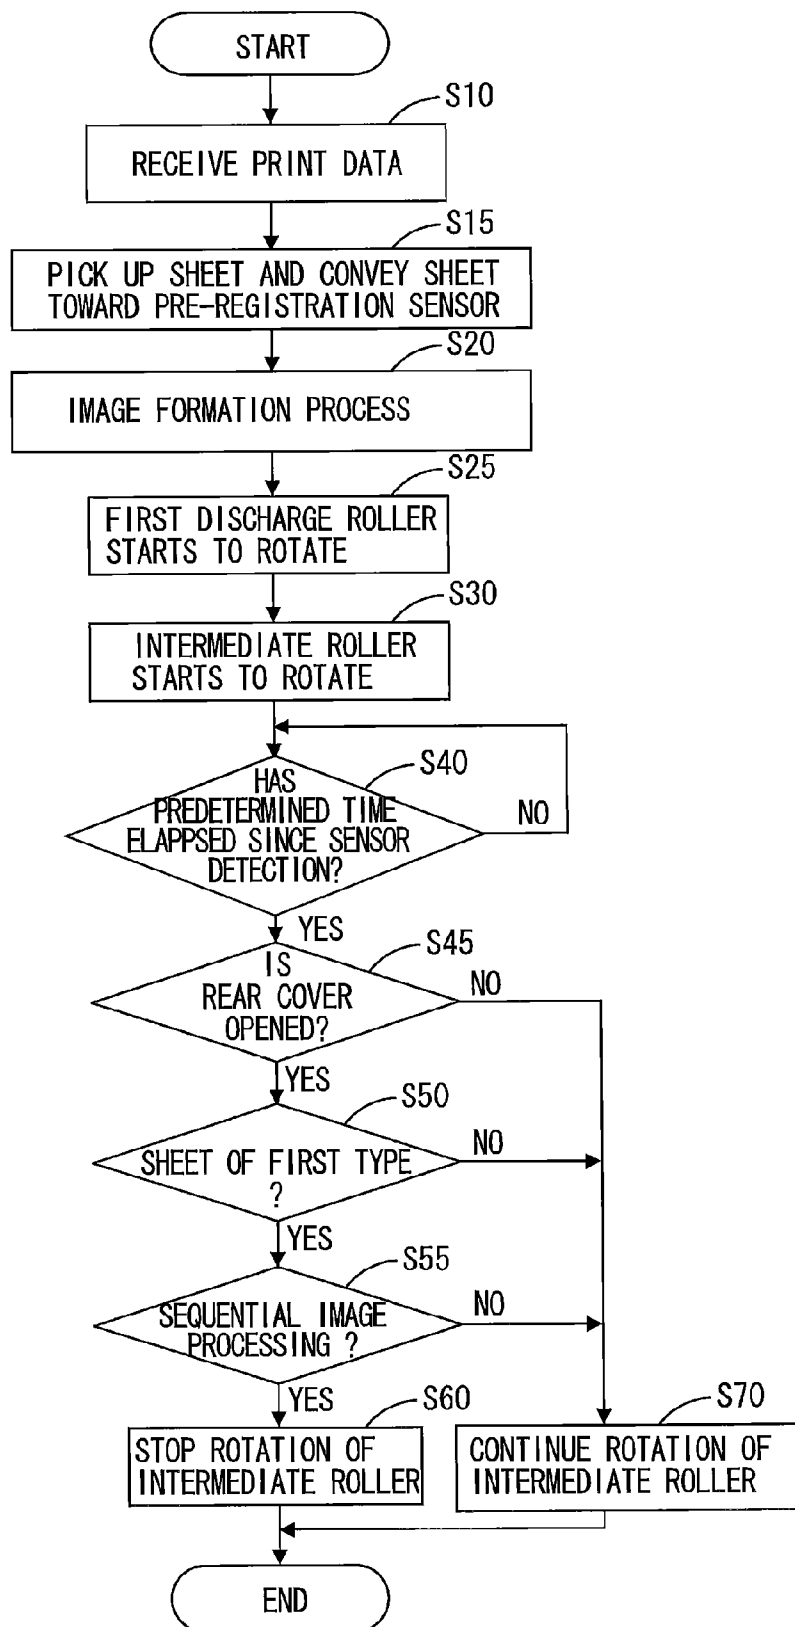 START
S10
RECEIVE PRINT DATA
S15
PICK UP SHEET AND CONVEY SHEET
TOWARD PRE-REGISTRATION SENSOR
S20
IMAGE FORMATION PROCESS
S25
FIRST DISCHARGE ROLLER
STARTS TO ROTATE
S30
INTERMEDIATE ROLLER
STARTS TO ROTATE
S40
HAS
PREDETERMINED TIME
ELAPPSED SINCE SENSOR
DETECTION?
NO
YES
S45
IS
REAR COVER
OPENED?
NO
YES
S50
SHEET OF FIRST TYPE
?
NO
YES
S55
SEQUENTIAL IMAGE
PROCESSING ?
NO
YES
S60
STOP ROTATION OF
INTERMEDIATE ROLLER
S70
CONTINUE ROTATION OF
INTERMEDIATE ROLLER
END